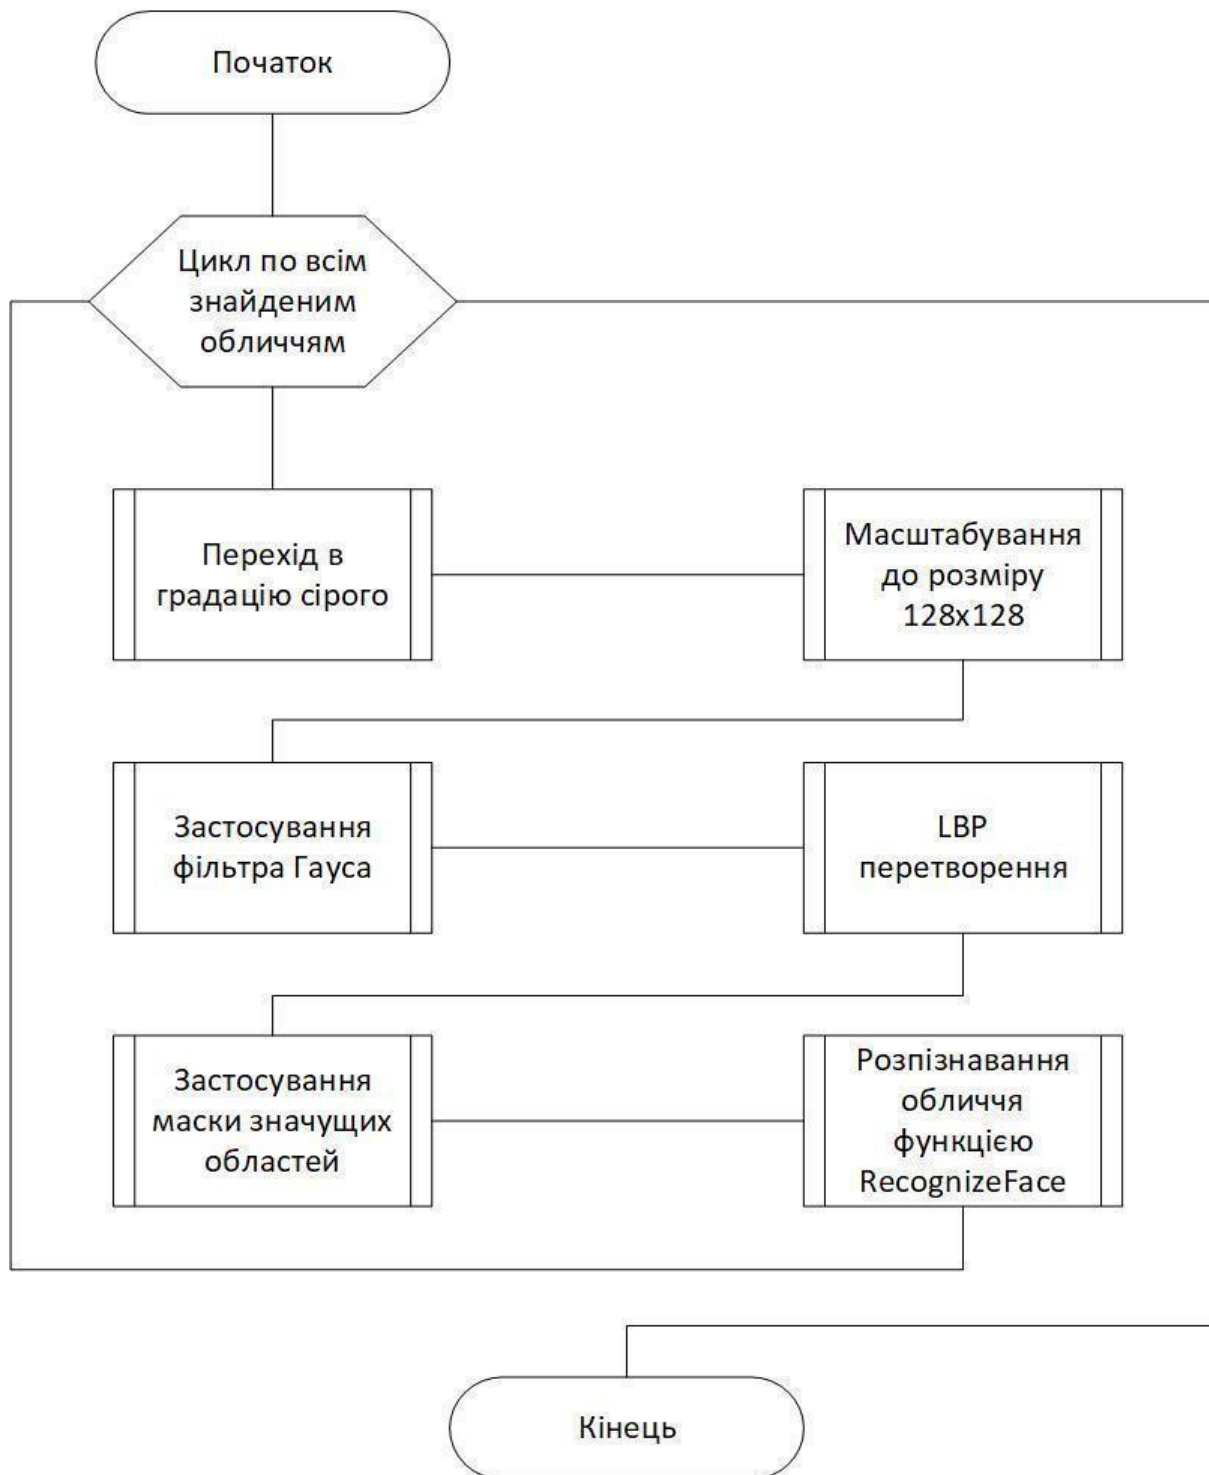 Початок
Цикл по всім
знайденим
обличчям
Перехід в
градацію сірого
Масштабування
до розміру
128x128
Застосування
фільтра Гауса
LBP
перетворення
Застосування
маски значущих
областей
Розпізнавання
обличчя
функцією
RecognizeFace
Кінець